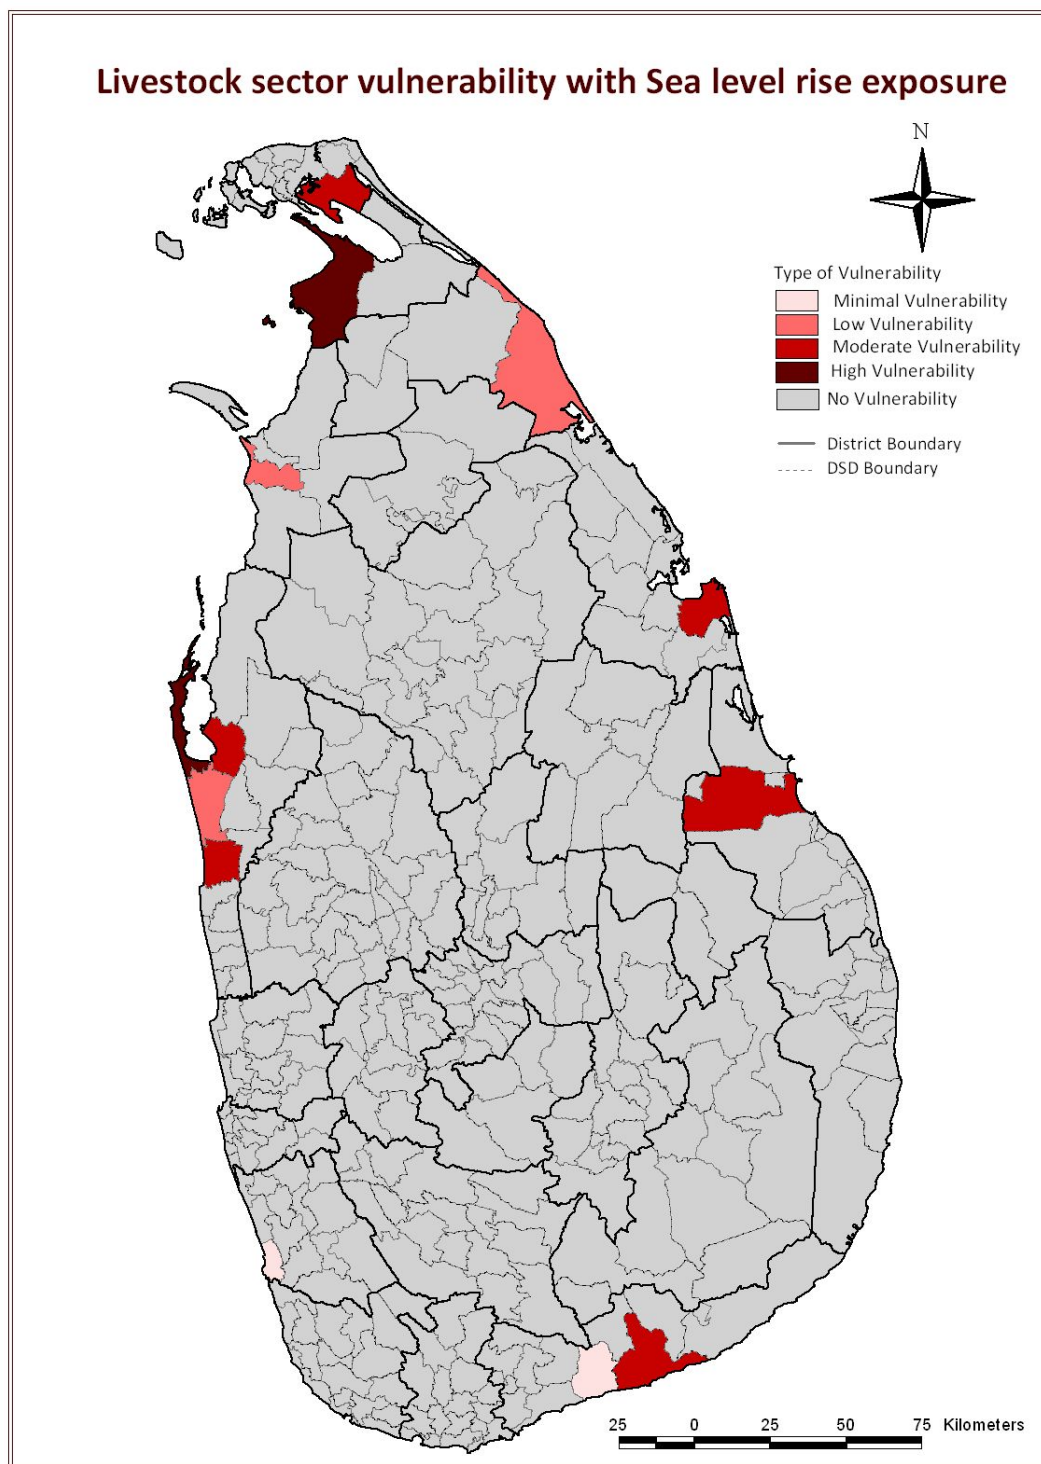 Livestock sector vulnerability with Sea level rise exposure
N
Type of Vulnerability
Minimal Vulnerability
Low Vulnerability
Moderate Vulnerability
High Vulnerability
No Vulnerability
District Boundary
DSD Boundary
25 0 25 50 75 Kilometers